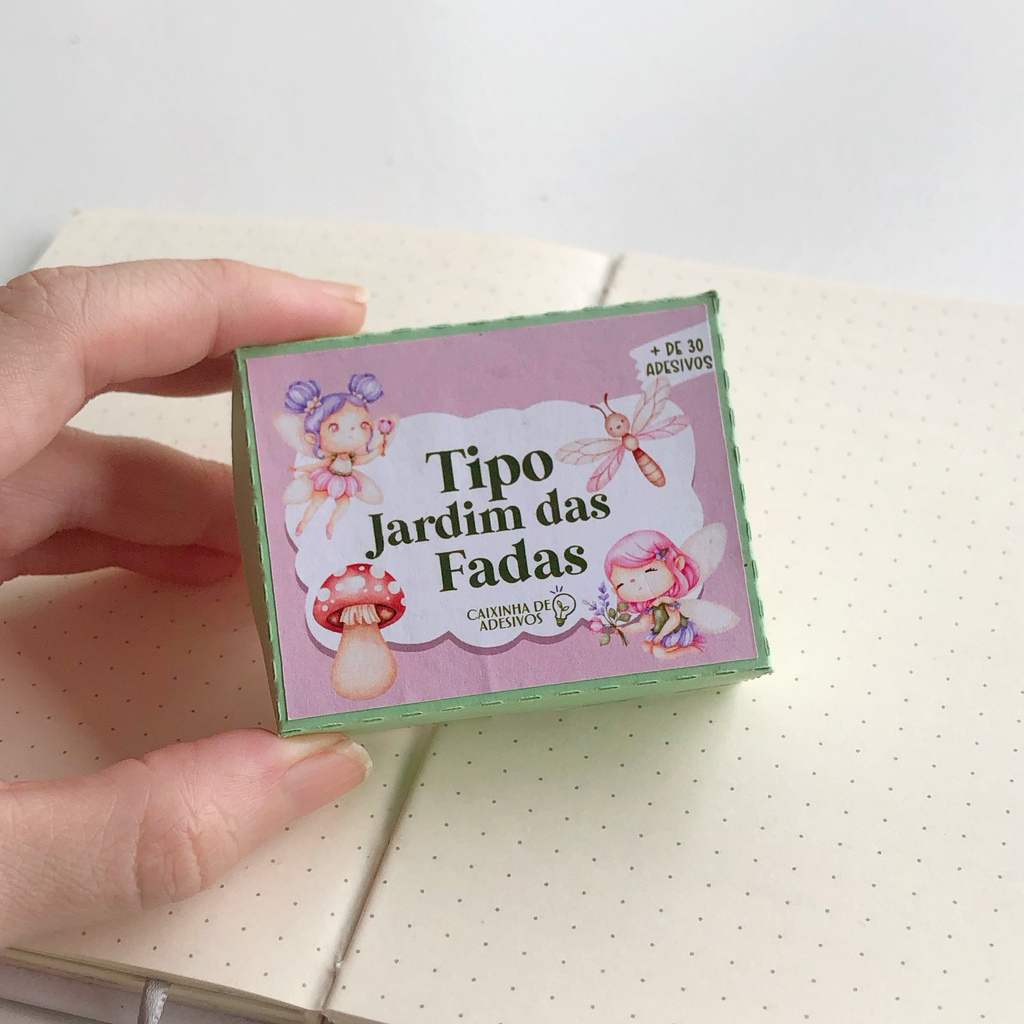 + DE 30
ADESIVOS
Tipo
Jardim das
Fadas
CAIXINHA DE
ADESIVOS